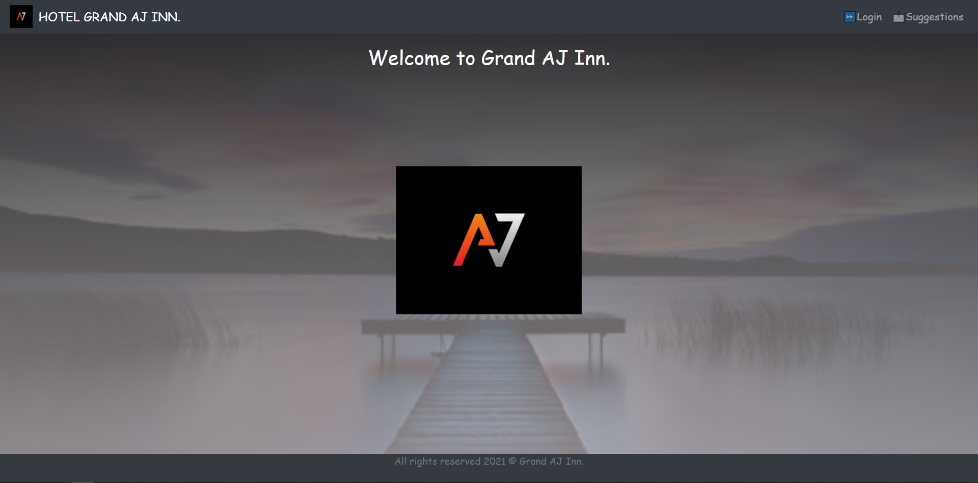 AJ HOTEL GRAND AJ INN.
Login Suggestions
Welcome to Grand AJ Inn.
AJ
All rights reserved 2021 © Grand AJ Inn.